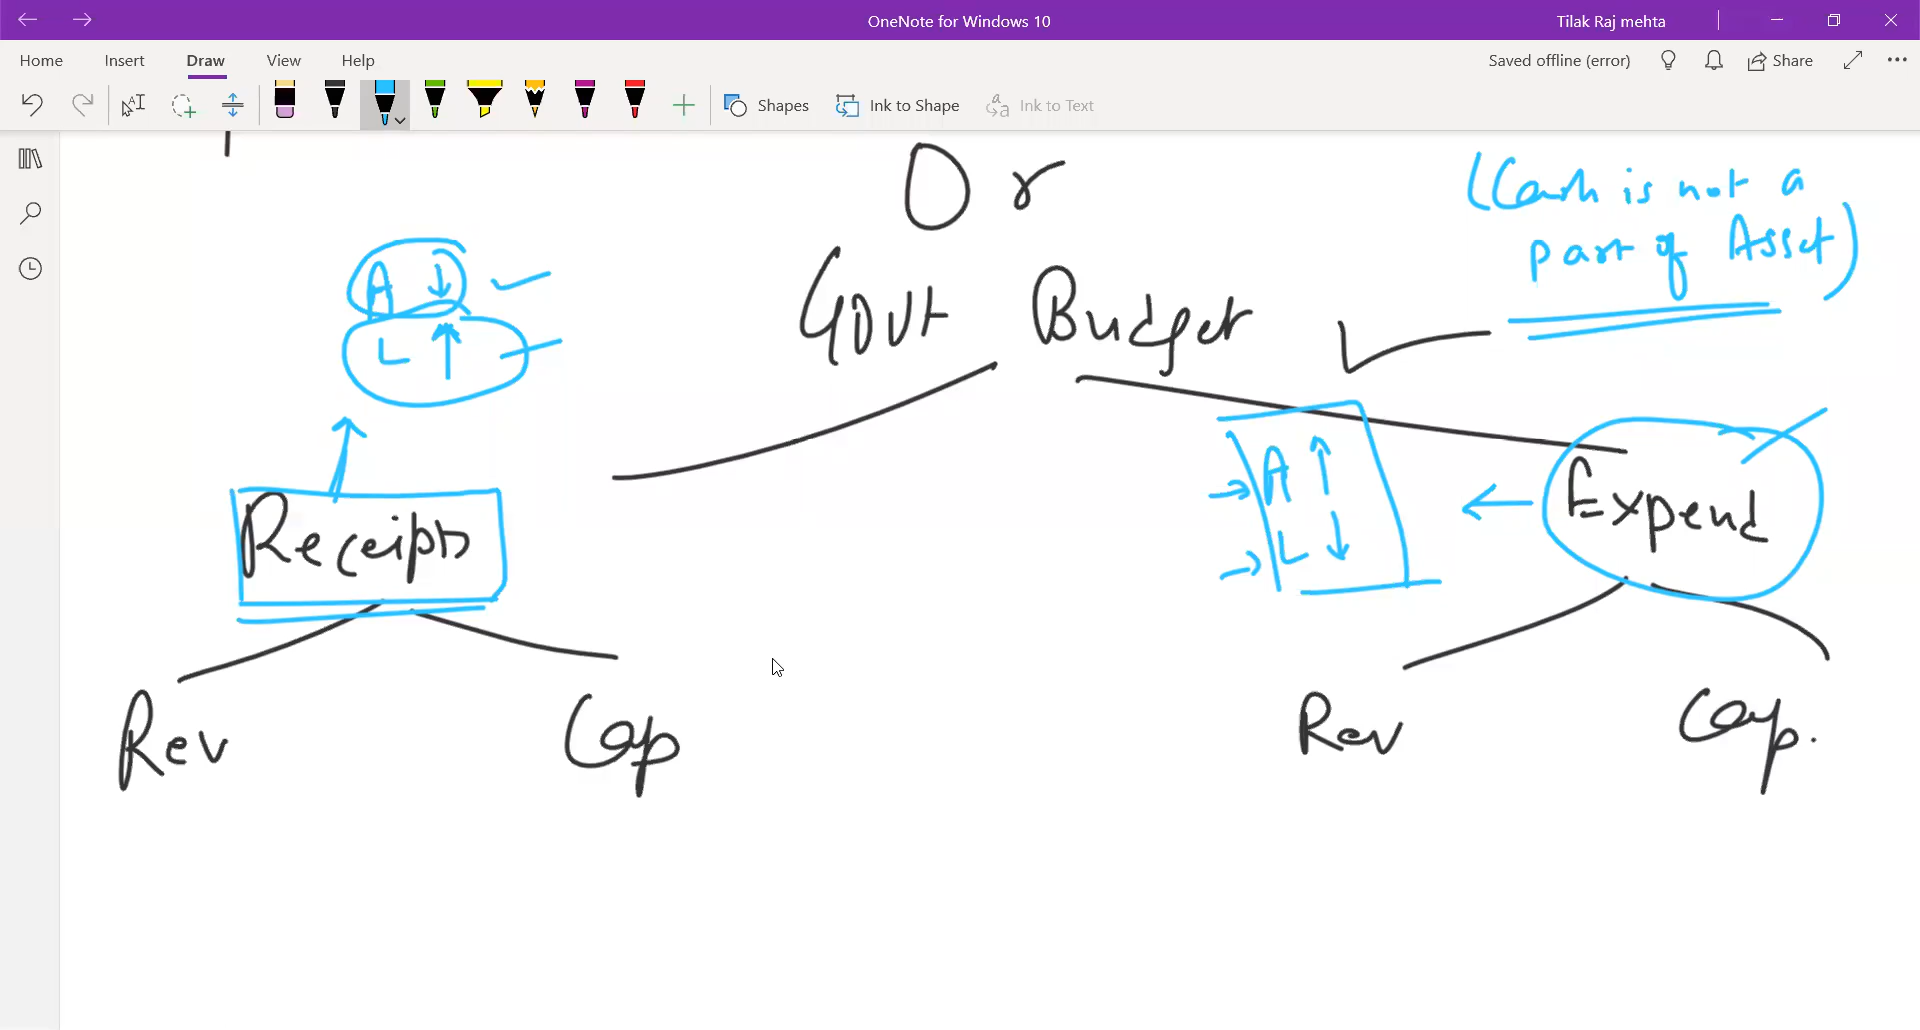 OneNote for Windows 10
Tilak Raj mehta
Home Insert Draw View Help
Saved offline (error)
Share
Shapes
Ink to Shape
Ink to Text
Or
(Cash is not a
part of Asset)
A ↓
L ↑
Govt Budget
A ↑
L ↓
Receipts
Expend
Rev
Cap
Rev
Cap.